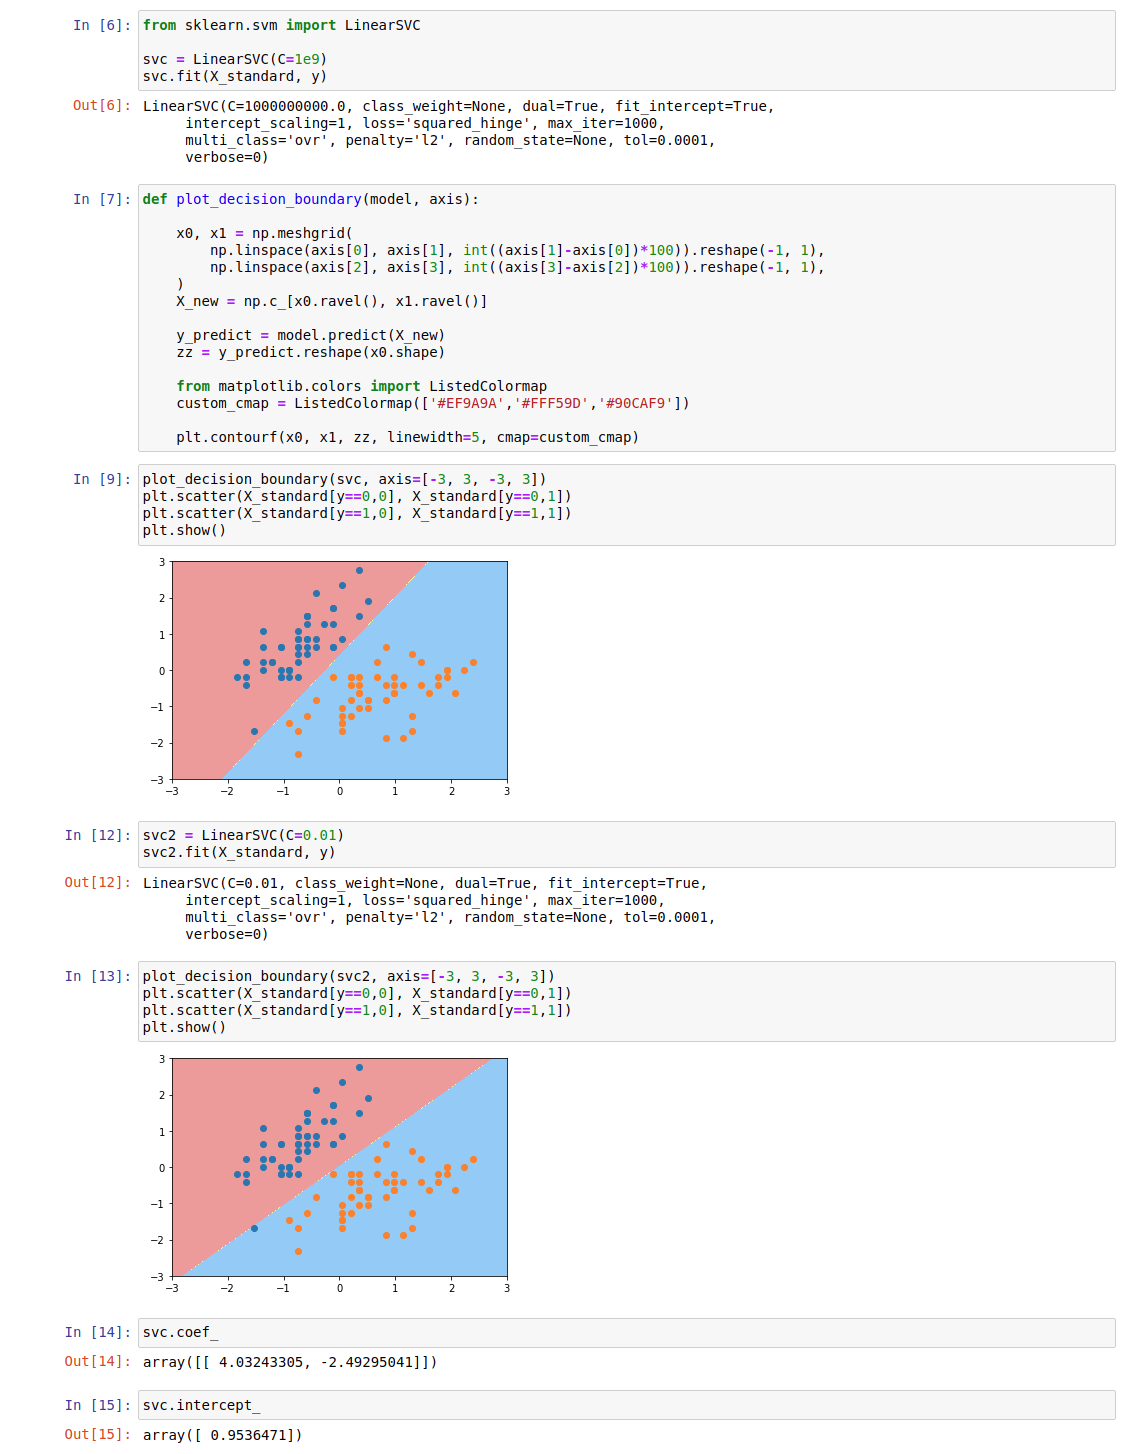 In [6]: from sklearn.svm import LinearSVC
svc = LinearSVC(C=1e9)
svc.fit(X_standard, y)
Out[6]: LinearSVC(C=1000000000.0, class_weight=None, dual=True, fit_intercept=True,
intercept_scaling=1, loss='squared_hinge', max_iter=1000,
multi_class='ovr', penalty='l2', random_state=None, tol=0.0001,
verbose=0)
In [7]: def plot_decision_boundary(model, axis):
x0, x1 = np.meshgrid(
np.linspace(axis[0], axis[1], int((axis[1]-axis[0])*100)).reshape(-1, 1),
np.linspace(axis[2], axis[3], int((axis[3]-axis[2])*100)).reshape(-1, 1),
)
X_new = np.c_[x0.ravel(), x1.ravel()]
y_predict = model.predict(X_new)
zz = y_predict.reshape(x0.shape)
from matplotlib.colors import ListedColormap
custom_cmap = ListedColormap(['#EF9A9A','#FFF59D','#90CAF9'])
plt.contourf(x0, x1, zz, linewidth=5, cmap=custom_cmap)
In [9]: plot_decision_boundary(svc, axis=[-3, 3, -3, 3])
plt.scatter(X_standard[y==0,0], X_standard[y==0,1])
plt.scatter(X_standard[y==1,0], X_standard[y==1,1])
plt.show()
3
2
1
0
−1
−2
−3
−3 −2 −1 0 1 2 3
In [12]: svc2 = LinearSVC(C=0.01)
svc2.fit(X_standard, y)
Out[12]: LinearSVC(C=0.01, class_weight=None, dual=True, fit_intercept=True,
intercept_scaling=1, loss='squared_hinge', max_iter=1000,
multi_class='ovr', penalty='l2', random_state=None, tol=0.0001,
verbose=0)
In [13]: plot_decision_boundary(svc2, axis=[-3, 3, -3, 3])
plt.scatter(X_standard[y==0,0], X_standard[y==0,1])
plt.scatter(X_standard[y==1,0], X_standard[y==1,1])
plt.show()
3
2
1
0
−1
−2
−3
−3 −2 −1 0 1 2 3
In [14]: svc.coef_
Out[14]: array([[ 4.03243305, -2.49295041]])
In [15]: svc.intercept_
Out[15]: array([ 0.9536471])